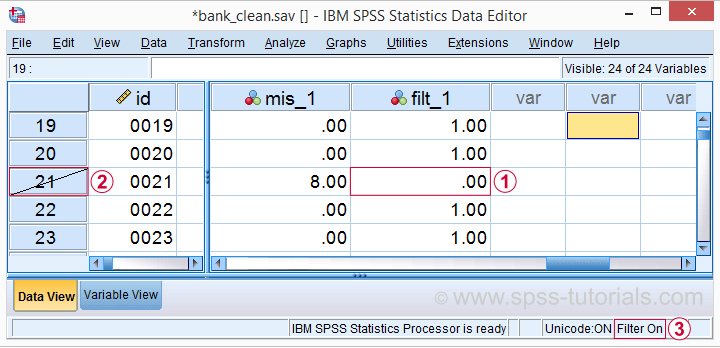 *bank_clean.sav [] - IBM SPSS Statistics Data Editor
File Edit View Data Transform Analyze Graphs Utilities Extensions Window Help
19 : Visible: 24 of 24 Variables
id mis_1 filt_1 var var var
19 0019 .00 1.00
20 0020 .00 1.00
21 0021 8.00 .00
22 0022 .00 1.00
23 0023 .00 1.00
2 1
Data View Variable View
© www.spss-tutorials.com
IBM SPSS Statistics Processor is ready Unicode:ON Filter On 3